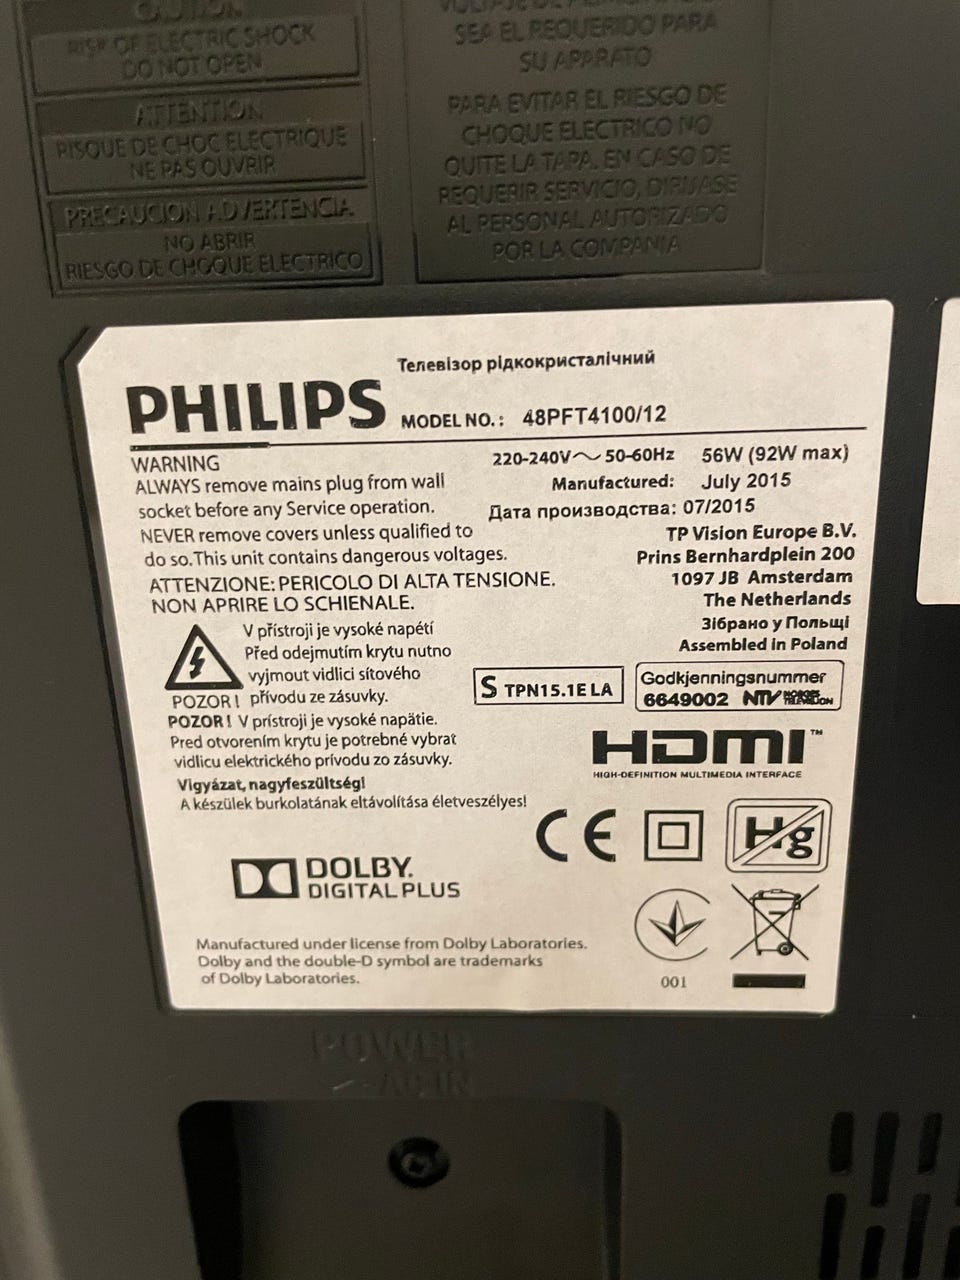 CAUTION
RISK OF ELECTRIC SHOCK
DO NOT OPEN
ATTENTION
RISQUE DE CHOC ELECTRIQUE
NE PAS OUVRIR
PRECAUCION ADVERTENCIA
NO ABRIR
RIESGO DE CHOQUE ELECTRICO
SEA EL REQUERIDO PARA
SU APARATO
PARA EVITAR EL RIESGO DE
CHOQUE ELECTRICO NO
QUITE LA TAPA. EN CASO DE
REQUERIR SERVICIO, DIRIJASE
AL PERSONAL AUTORIZADO
POR LA COMPANIA
Телевізор рідкокристалічний
PHILIPS
MODEL NO.: 48PFT4100/12
220-240V～ 50-60Hz 56W (92W max)
Manufactured: July 2015
Дата производства: 07/2015
TP Vision Europe B.V.
Prins Bernhardplein 200
1097 JB Amsterdam
The Netherlands
Зібрано у Польщі
Assembled in Poland
WARNING
ALWAYS remove mains plug from wall
socket before any Service operation.
NEVER remove covers unless qualified to
do so. This unit contains dangerous voltages.
ATTENZIONE: PERICOLO DI ALTA TENSIONE.
NON APRIRE LO SCHIENALE.
V přístroji je vysoké napětí
Před odejmutím krytu nutno
vyjmout vidlici síťového
POZOR! přívodu ze zásuvky.
POZOR! V prístroji je vysoké napätie.
Pred otvorením krytu je potrebné vybrat
vidlicu elektrického prívodu zo zásuvky.
Vigyázat, nagyfeszültség!
A készülek burkolatának eltávolítása életveszélyes!
S TPN15.1E LA
Godkjenningsnummer
6649002 NTV NORGES TELEVISJON
HDMI™
HIGH-DEFINITION MULTIMEDIA INTERFACE
CE
Hg
DOLBY.
DIGITAL PLUS
Manufactured under license from Dolby Laboratories.
Dolby and the double-D symbol are trademarks
of Dolby Laboratories.
001
POWER
AC IN